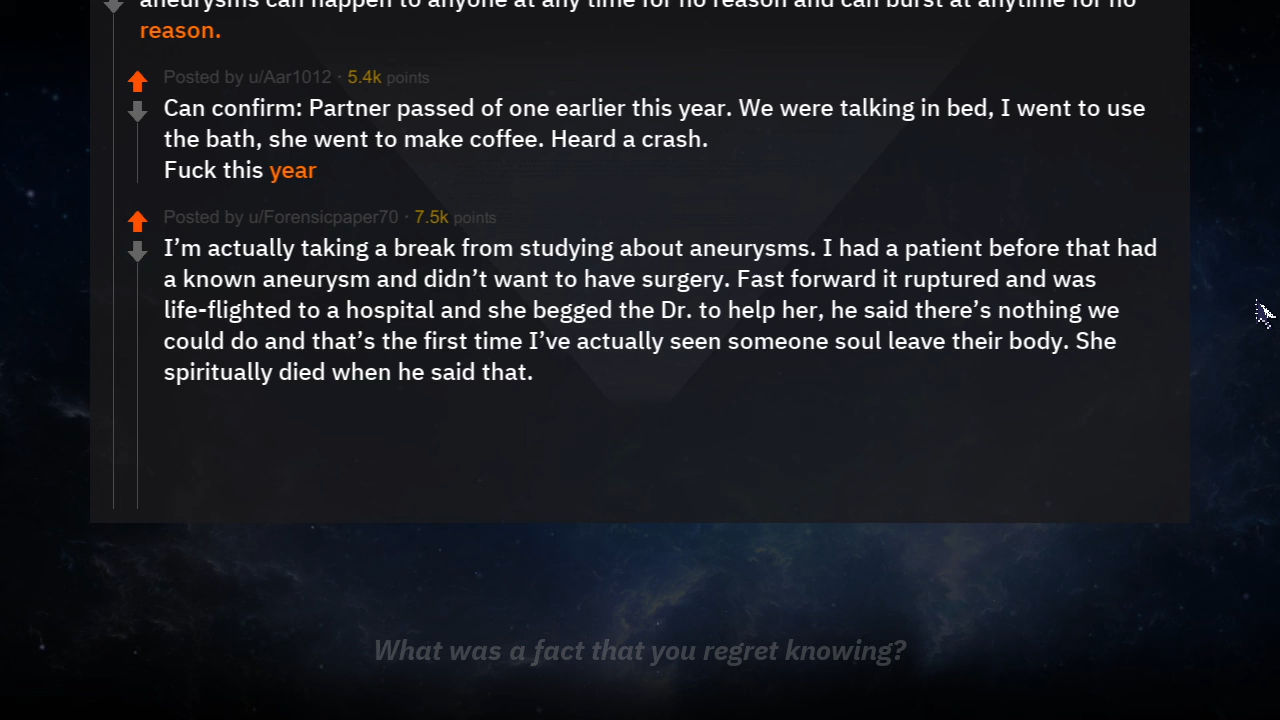 aneurysms can happen to anyone at any time for no reason and can burst at anytime for no
reason.
Posted by u/Aar1012 · 5.4k points
Can confirm: Partner passed of one earlier this year. We were talking in bed, I went to use
the bath, she went to make coffee. Heard a crash.
Fuck this year
Posted by u/Forensicpaper70 · 7.5k points
I’m actually taking a break from studying about aneurysms. I had a patient before that had
a known aneurysm and didn’t want to have surgery. Fast forward it ruptured and was
life-flighted to a hospital and she begged the Dr. to help her, he said there’s nothing we
could do and that’s the first time I’ve actually seen someone soul leave their body. She
spiritually died when he said that.
What was a fact that you regret knowing?